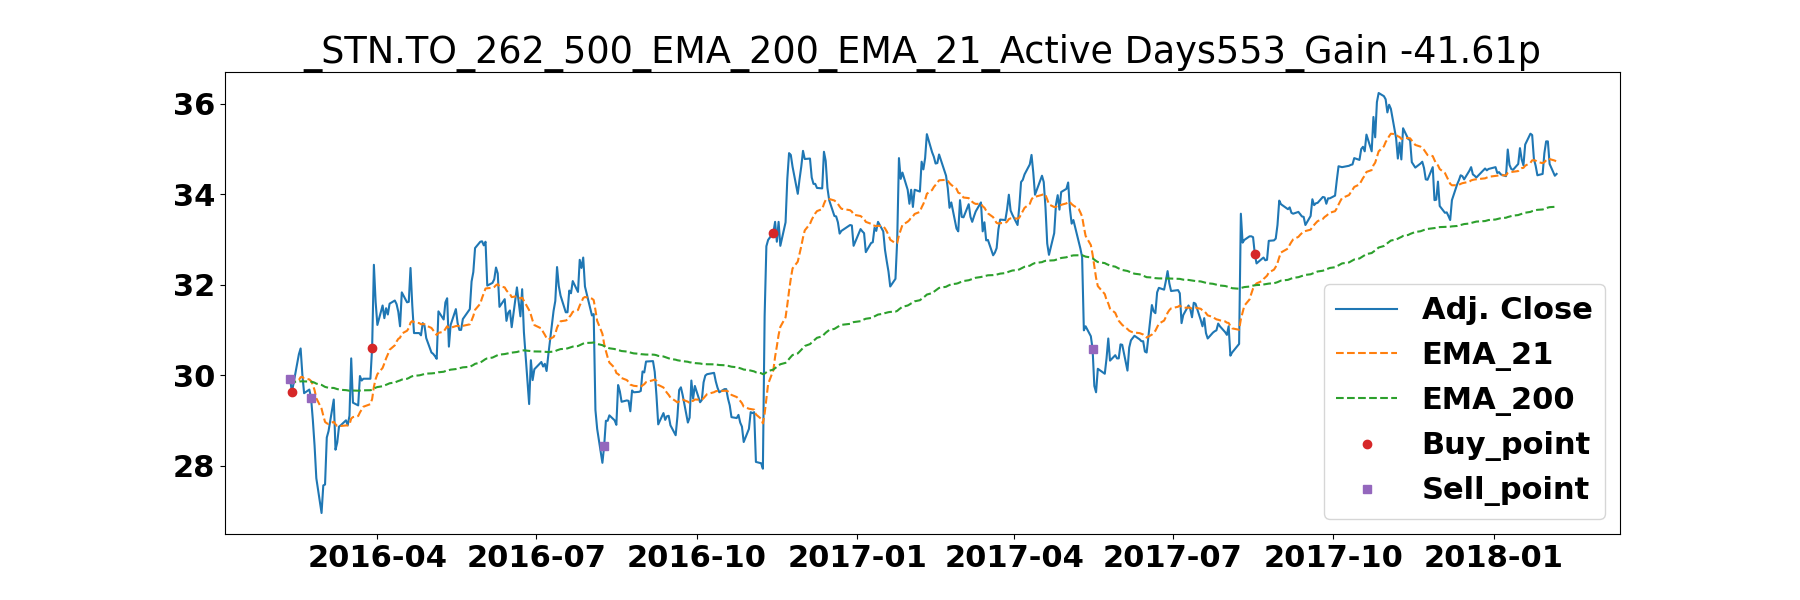 _STN.TO_262_500_EMA_200_EMA_21_Active Days553_Gain -41.61p
36
34
32
30
28
Adj. Close
EMA_21
EMA_200
Buy_point
Sell_point
2016-04 2016-07 2016-10 2017-01 2017-04 2017-07 2017-10 2018-01